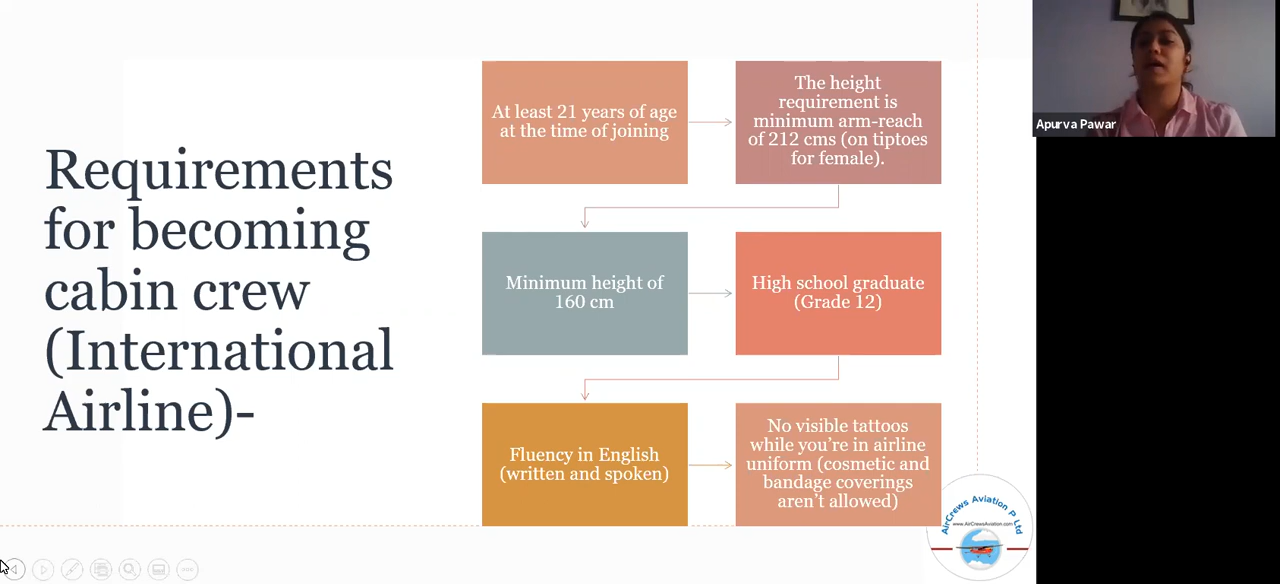 Requirements
for becoming
cabin crew
(International
Airline)-
At least 21 years of age
at the time of joining
The height
requirement is
minimum arm-reach
of 212 cms (on tiptoes
for female).
Minimum height of
160 cm
High school graduate
(Grade 12)
Fluency in English
(written and spoken)
No visible tattoos
while you're in airline
uniform (cosmetic and
bandage coverings
aren't allowed)
AirCrews Aviation P Ltd
www.AirCrewsAviation.com
Apurva Pawar